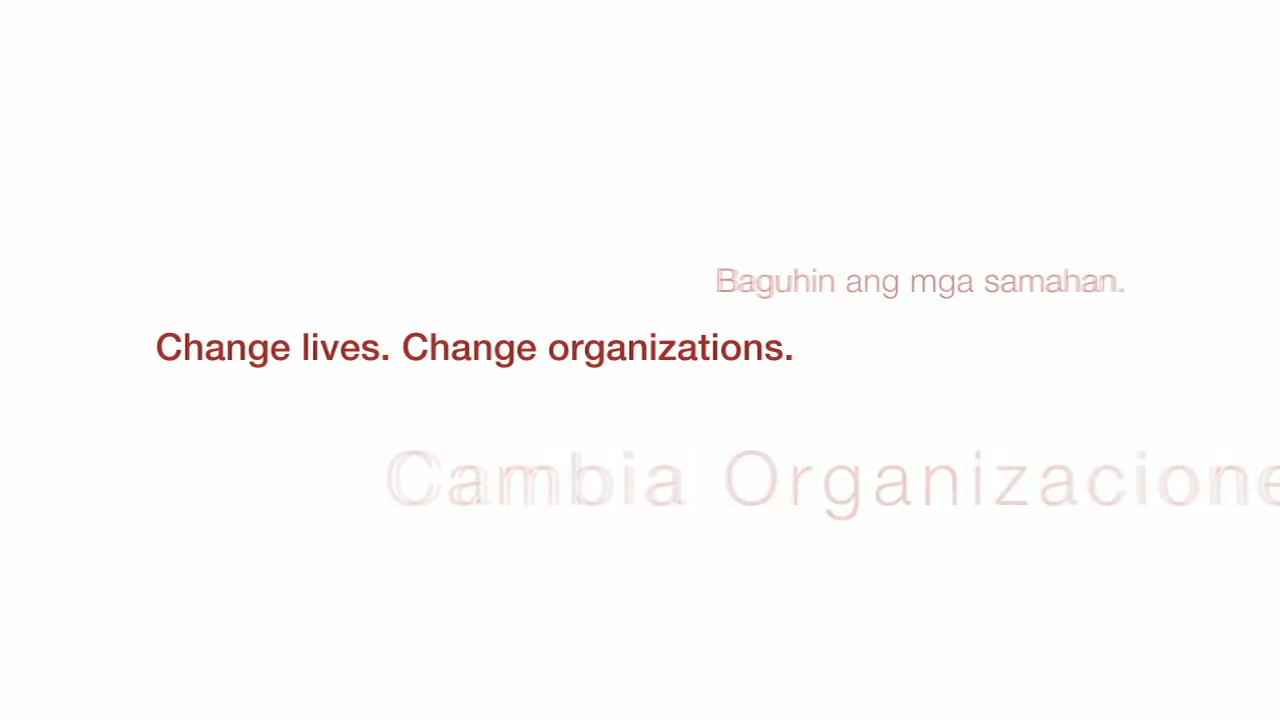 Baguhin ang mga samahan.
Change lives. Change organizations.
Cambia Organizacione